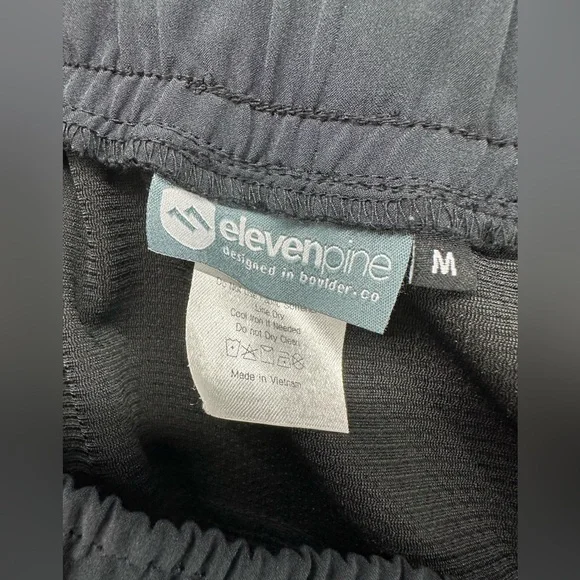 elevenpine
designed in boulder.co
M
Line Dry
Cool Iron if Needed
Do not Dry Clean
Made in Vietnam